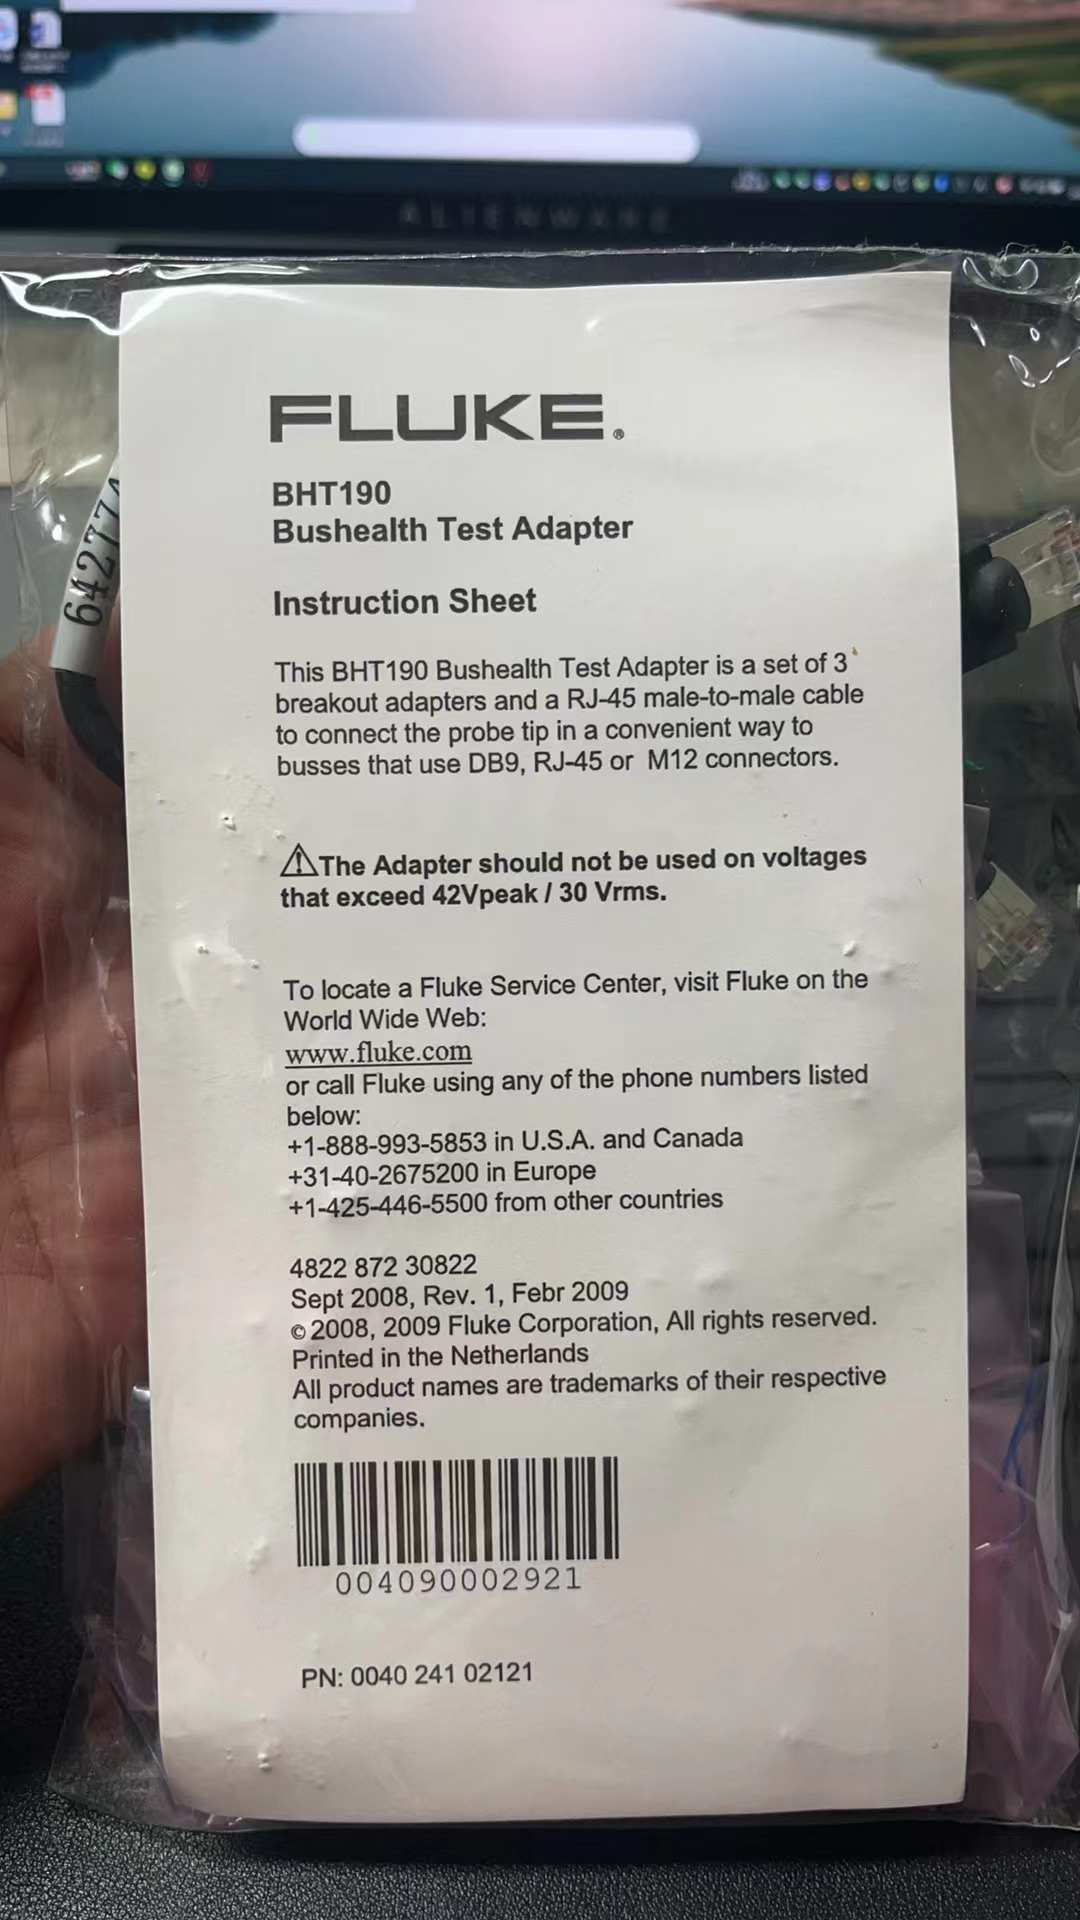 ALIENWARE
FLUKE®
BHT190
Bushealth Test Adapter
Instruction Sheet
This BHT190 Bushealth Test Adapter is a set of 3
breakout adapters and a RJ-45 male-to-male cable
to connect the probe tip in a convenient way to
busses that use DB9, RJ-45 or M12 connectors.
⚠The Adapter should not be used on voltages
that exceed 42Vpeak / 30 Vrms.
To locate a Fluke Service Center, visit Fluke on the
World Wide Web:
www.fluke.com
or call Fluke using any of the phone numbers listed
below:
+1-888-993-5853 in U.S.A. and Canada
+31-40-2675200 in Europe
+1-425-446-5500 from other countries
4822 872 30822
Sept 2008, Rev. 1, Febr 2009
© 2008, 2009 Fluke Corporation, All rights reserved.
Printed in the Netherlands
All product names are trademarks of their respective
companies.
004090002921
PN: 0040 241 02121